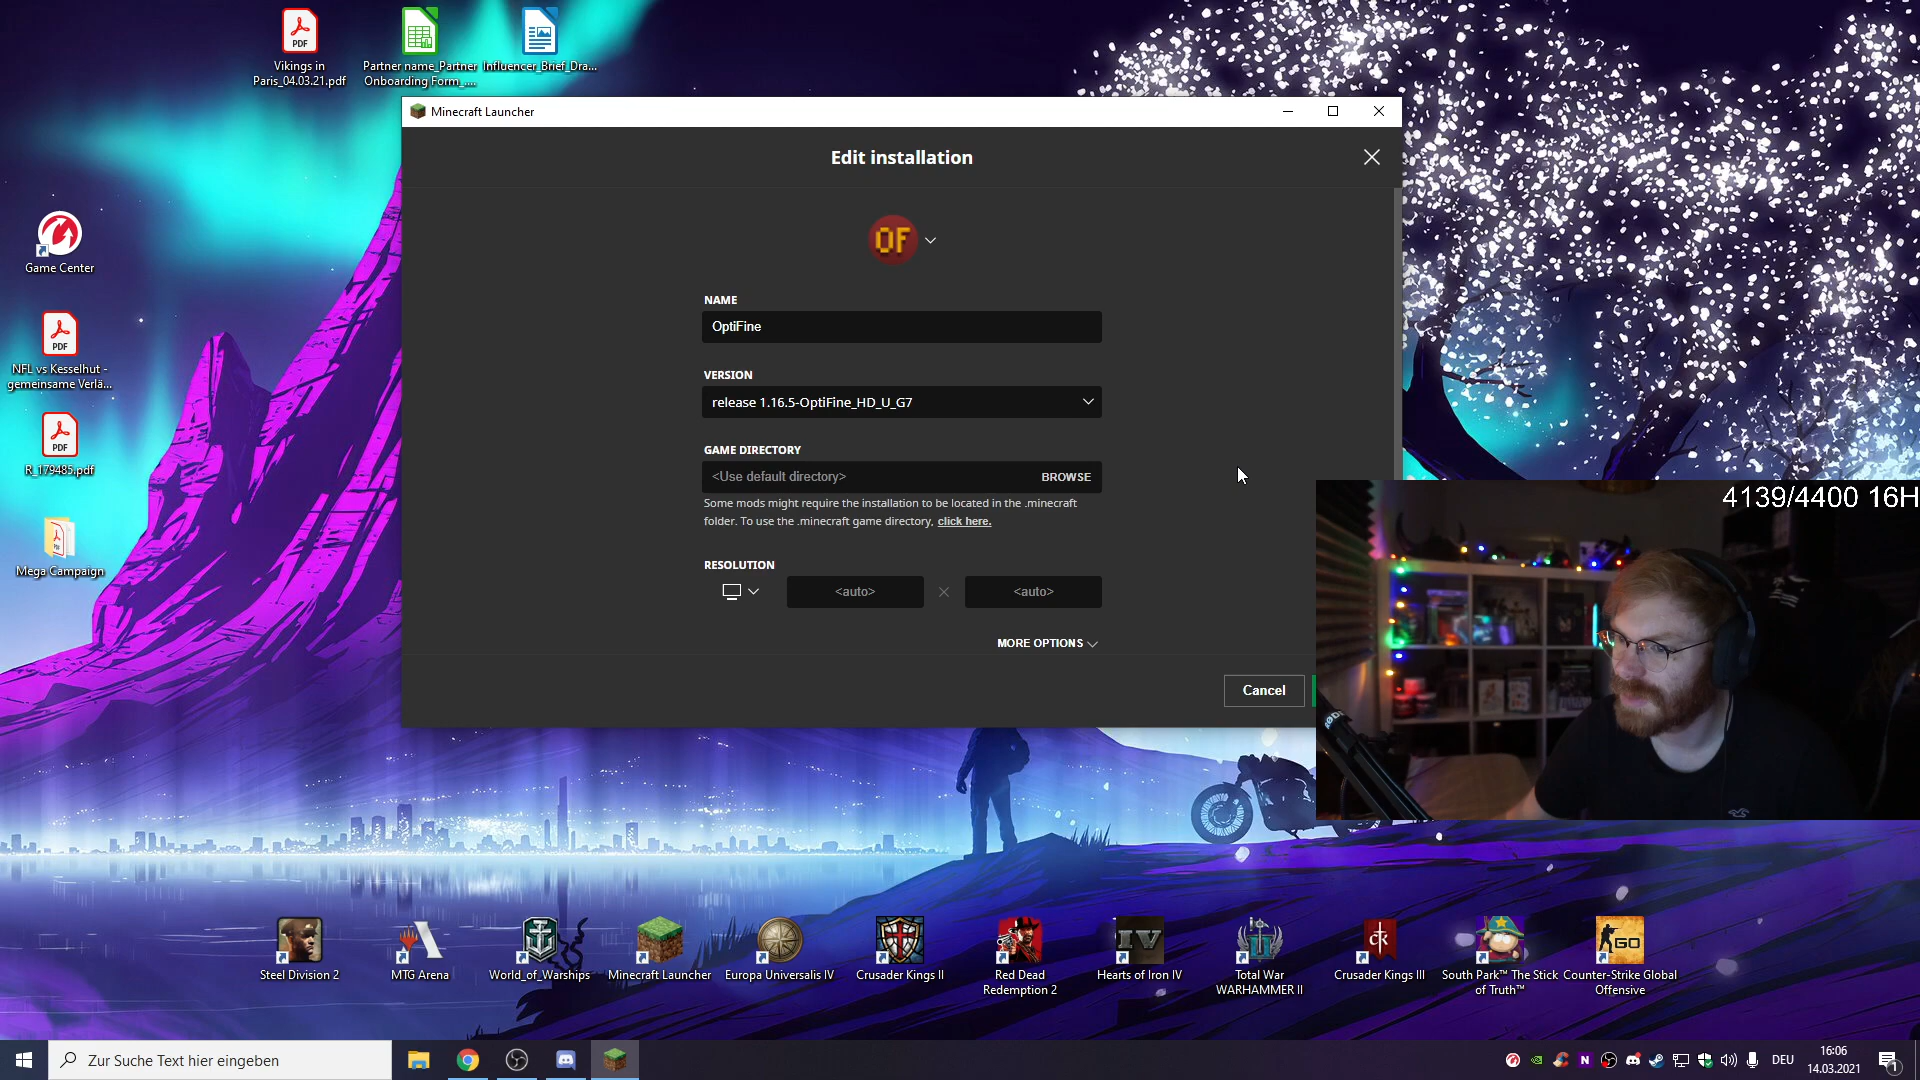 Vikings in
Paris_04.03.21.pdf
Partner name_Partner
Onboarding Form_....
Influencer_Brief_Dra...
Minecraft Launcher
Edit installation
Game Center
OF
NAME
OptiFine
NFL vs Kesselhut -
gemeinsame Verlä...
VERSION
release 1.16.5-OptiFine_HD_U_G7
GAME DIRECTORY
R_179485.pdf
<Use default directory>
BROWSE
Some mods might require the installation to be located in the .minecraft
folder. To use the .minecraft game directory, click here.
4139/4400 16H
Mega Campaign
RESOLUTION
<auto>
<auto>
MORE OPTIONS
Cancel
Steel Division 2
MTG Arena
World_of_Warships
Minecraft Launcher
Europa Universalis IV
Crusader Kings II
Red Dead
Redemption 2
Hearts of Iron IV
Total War
WARHAMMER II
Crusader Kings III
South Park™ The Stick
of Truth™
Counter-Strike Global
Offensive
Zur Suche Text hier eingeben
DEU
16:06
14.03.2021
1